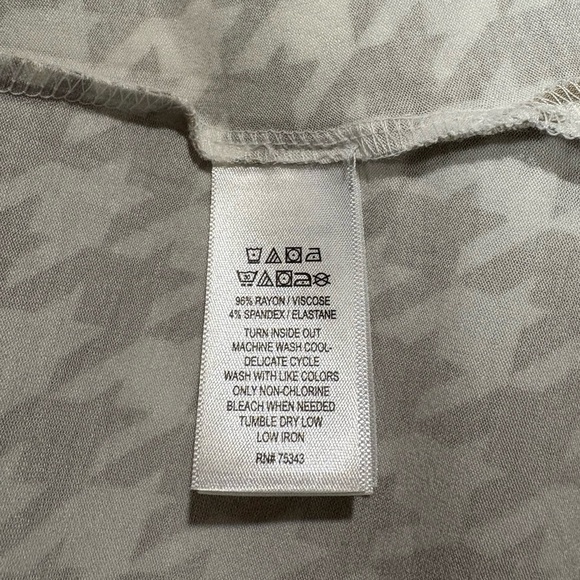 96% RAYON / VISCOSE
4% SPANDEX / ELASTANE
TURN INSIDE OUT
MACHINE WASH COOL-
DELICATE CYCLE
WASH WITH LIKE COLORS
ONLY NON-CHLORINE
BLEACH WHEN NEEDED
TUMBLE DRY LOW
LOW IRON
RN# 75343